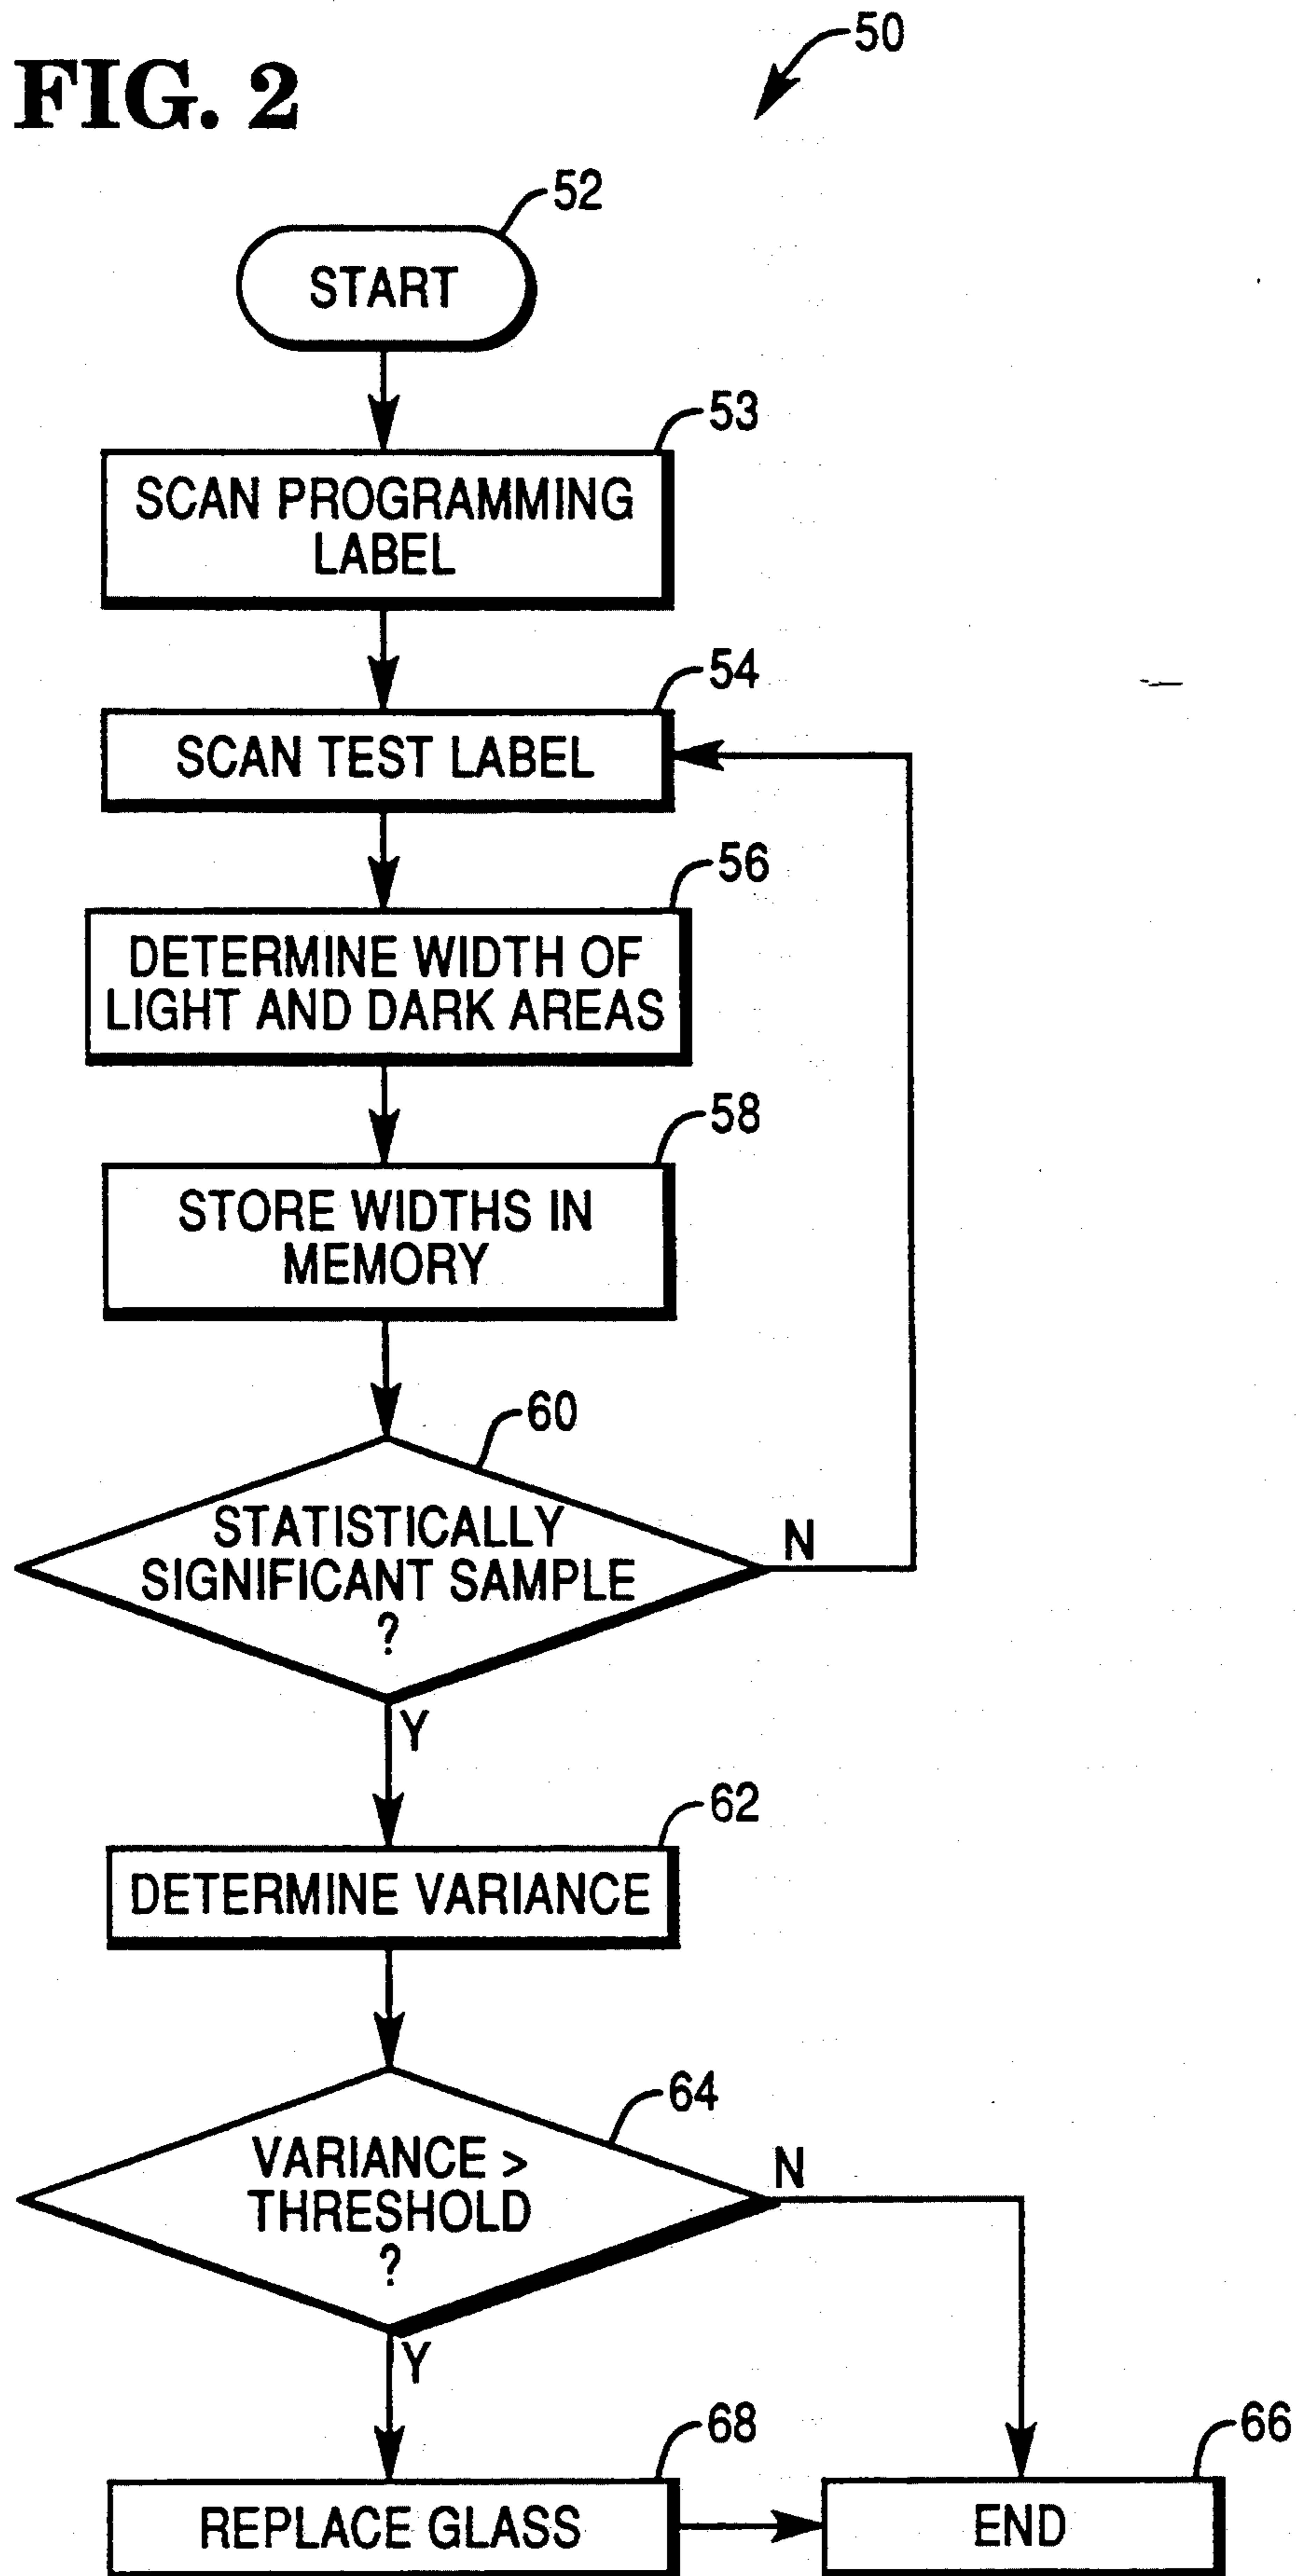 FIG. 2
50
52
START
53
SCAN PROGRAMMING
LABEL
54
SCAN TEST LABEL
56
DETERMINE WIDTH OF
LIGHT AND DARK AREAS
58
STORE WIDTHS IN
MEMORY
60
STATISTICALLY
SIGNIFICANT SAMPLE
?
N
Y
62
DETERMINE VARIANCE
64
VARIANCE >
THRESHOLD
?
N
Y
68
REPLACE GLASS
66
END